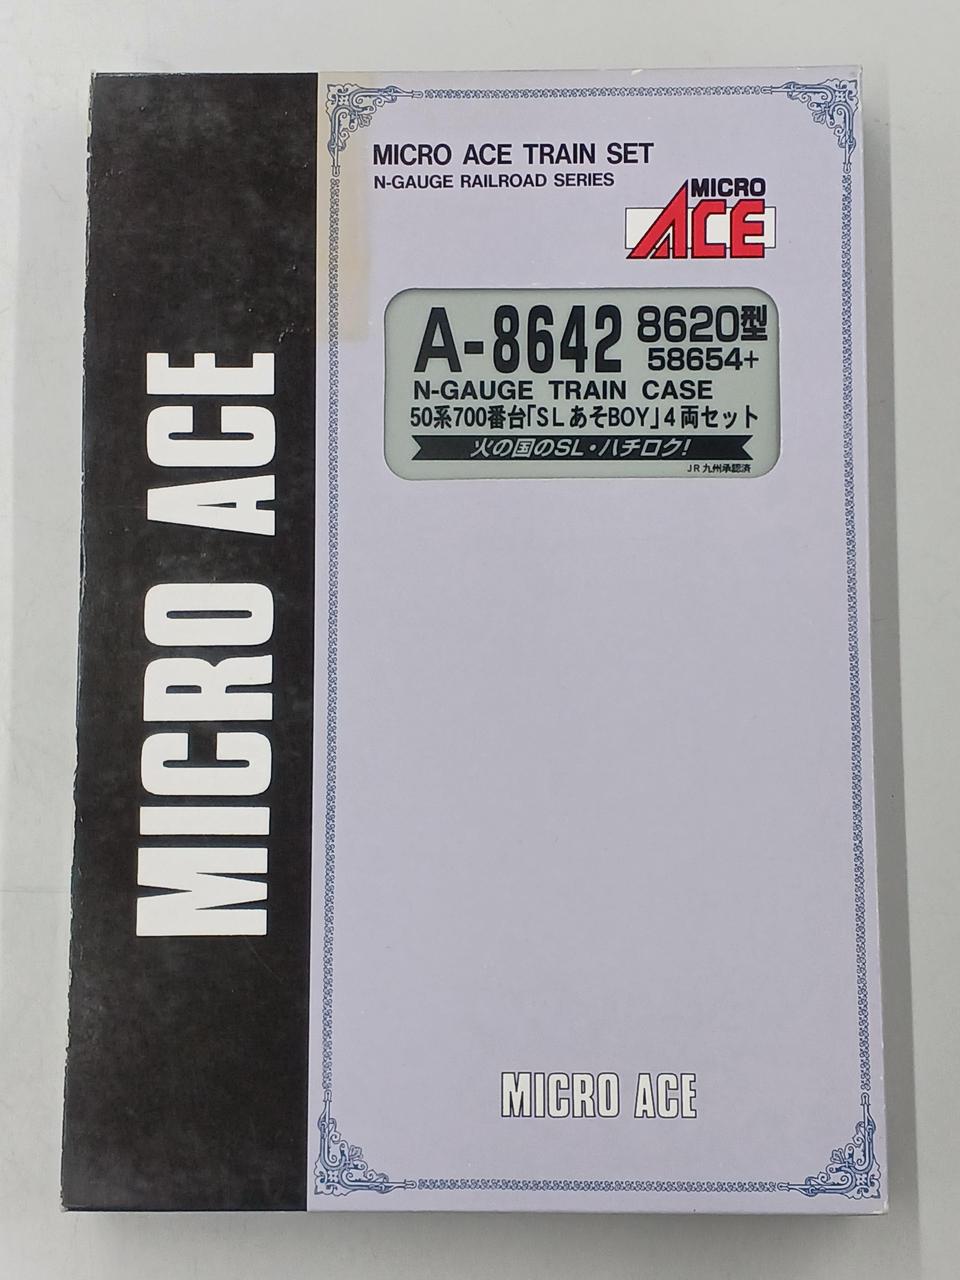 MICRO ACE
MICRO ACE TRAIN SET
N-GAUGE RAILROAD SERIES
MICRO
ACE
A-8642 8620型
58654+
N-GAUGE TRAIN CASE
50系700番台「SLあそBOY」4両セット
火の国のSL・ハチロク!
JR九州承認済
MICRO ACE